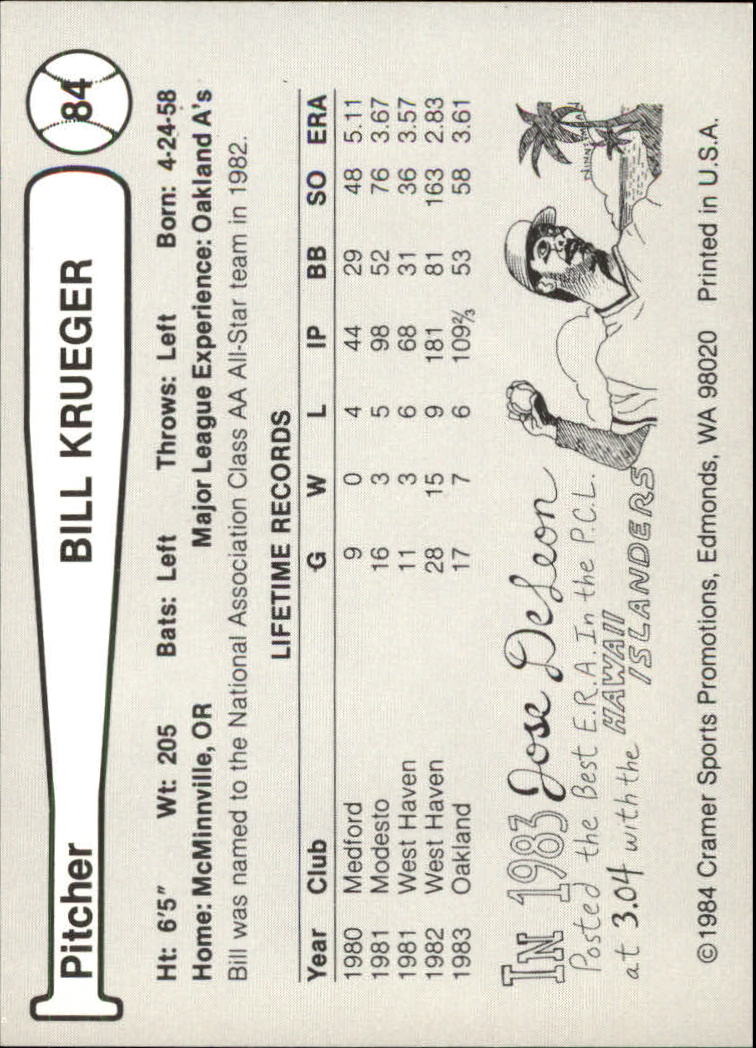 Pitcher BILL KRUEGER 84
Ht: 6'5" Wt: 205 Bats: Left Throws: Left Born: 4-24-58
Home: McMinnville, OR Major League Experience: Oakland A's
Bill was named to the National Association Class AA All-Star team in 1982.
LIFETIME RECORDS
Year Club G W L IP BB SO ERA
1980 Medford 9 0 4 44 29 48 5.11
1981 Modesto 16 3 5 98 52 76 3.67
1981 West Haven 11 3 6 68 31 36 3.57
1982 West Haven 28 15 9 181 81 163 2.83
1983 Oakland 17 7 6 109⅔ 53 58 3.61
IN 1983 Jose DeLeon
Posted the Best E.R.A. In the P.C.L.
at 3.04 with the HAWAII
ISLANDERS
©1984 Cramer Sports Promotions, Edmonds, WA 98020 Printed in U.S.A.